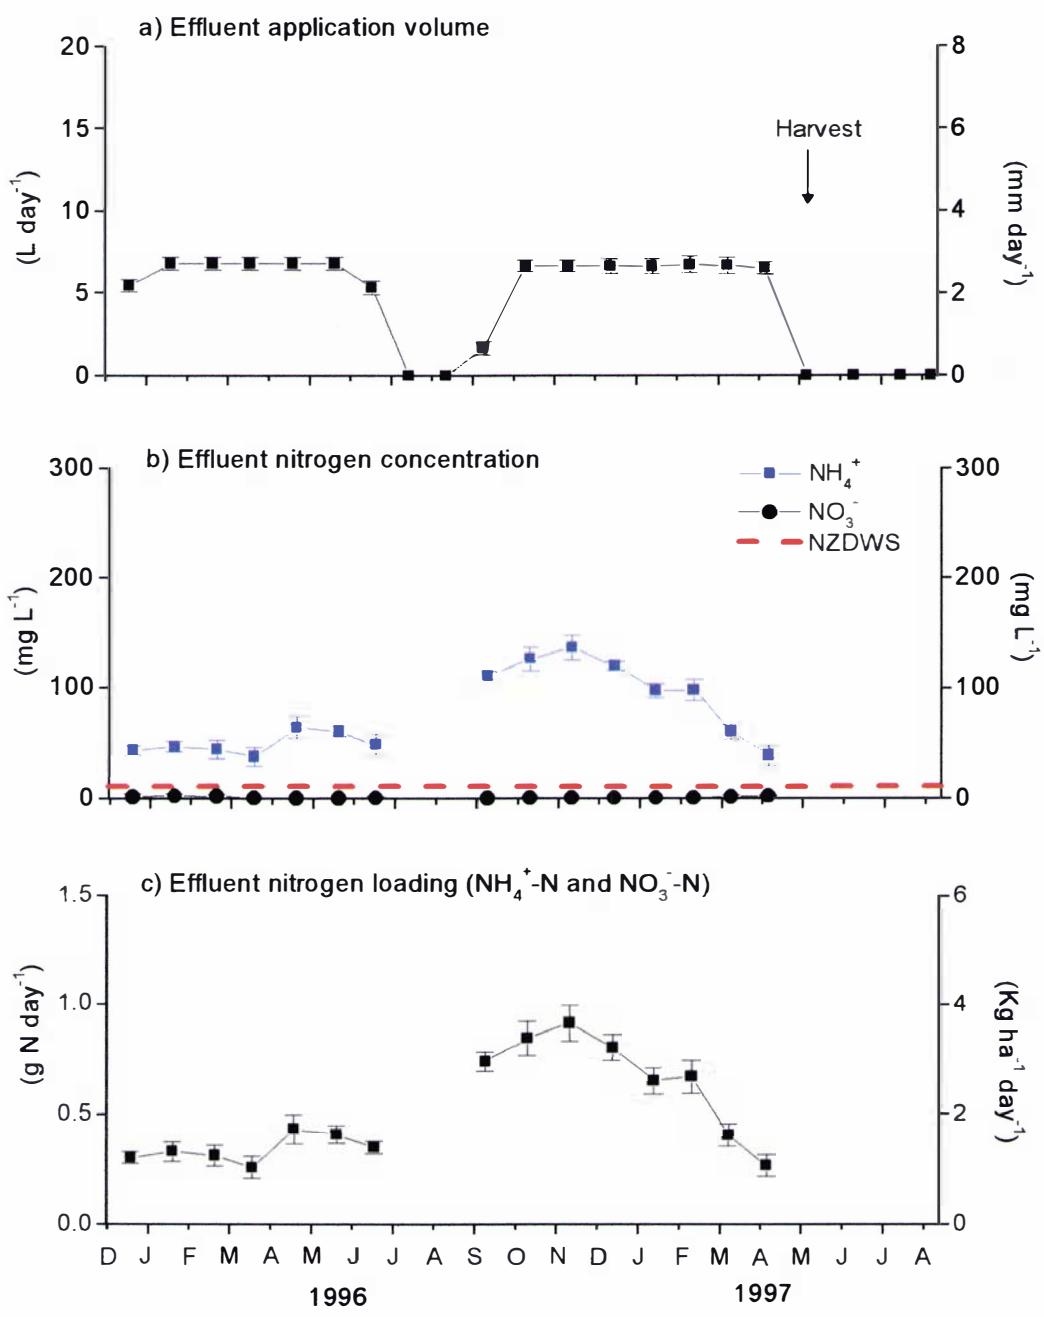 a) Effluent application volume
20
15
10
5
0
(L day⁻¹)
8
6
4
2
0
(mm day⁻¹)
Harvest
b) Effluent nitrogen concentration
300
200
100
0
(mg L⁻¹)
300
200
100
0
(mg L⁻¹)
NH₄⁺
NO₃⁻
NZDWS
c) Effluent nitrogen loading (NH₄⁺-N and NO₃⁻-N)
1.5
1.0
0.5
0.0
(g N day⁻¹)
6
4
2
0
(Kg ha⁻¹ day⁻¹)
D J F M A M J J A S O N D J F M A M J J A
1996
1997